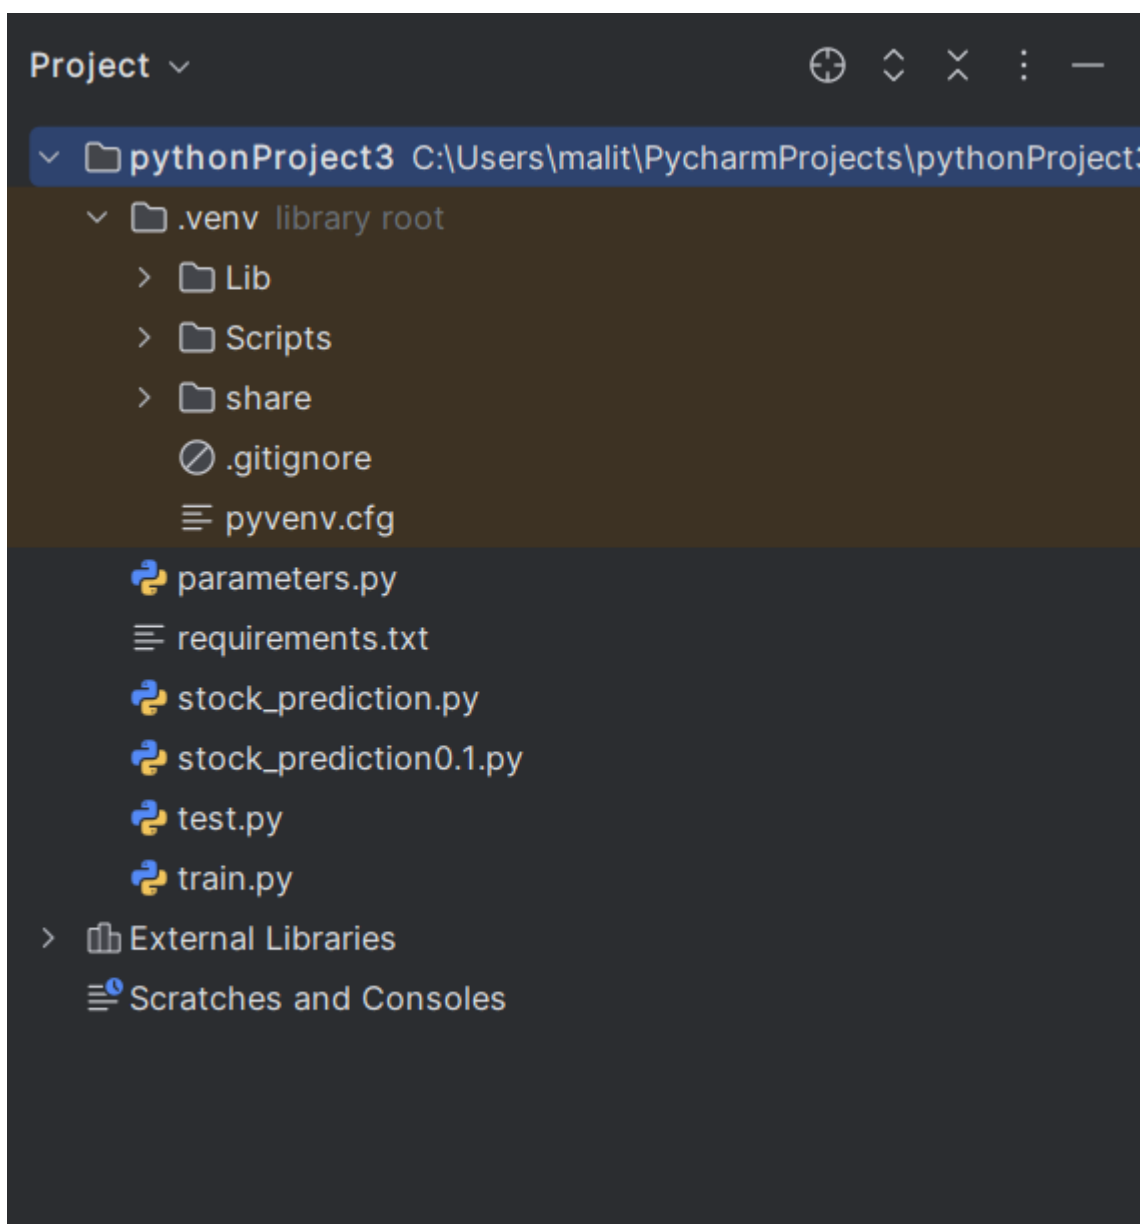 Project
pythonProject3 C:\Users\malit\PycharmProjects\pythonProject3
.venv library root
Lib
Scripts
share
.gitignore
pyvenv.cfg
parameters.py
requirements.txt
stock_prediction.py
stock_prediction0.1.py
test.py
train.py
External Libraries
Scratches and Consoles